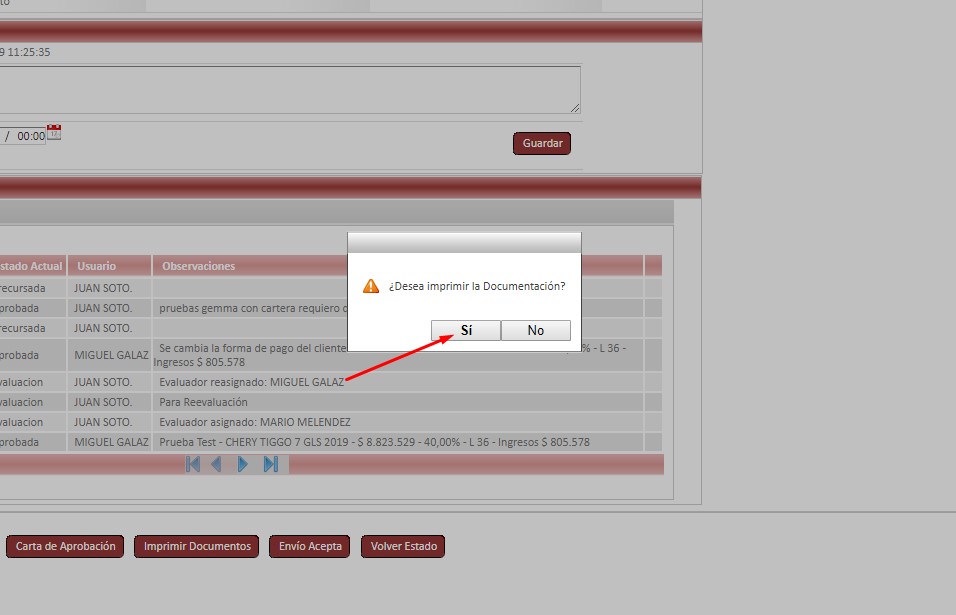 to
9 11:25:35
/ 00:00
Guardar
stado Actual Usuario Observaciones
recursada JUAN SOTO.
probada JUAN SOTO. pruebas gemma con cartera requiero
recursada JUAN SOTO.
probada MIGUEL GALAZ Se cambia la forma de pago del cliente % - L 36 -
Ingresos $ 805.578
valuacion JUAN SOTO. Evaluador reasignado: MIGUEL GALAZ
valuacion JUAN SOTO. Para Reevaluación
valuacion JUAN SOTO. Evaluador asignado: MARIO MELENDEZ
probada MIGUEL GALAZ Prueba Test - CHERY TIGGO 7 GLS 2019 - $ 8.823.529 - 40,00% - L 36 - Ingresos $ 805.578
¿Desea imprimir la Documentación?
Sí No
Carta de Aprobación Imprimir Documentos Envío Acepta Volver Estado